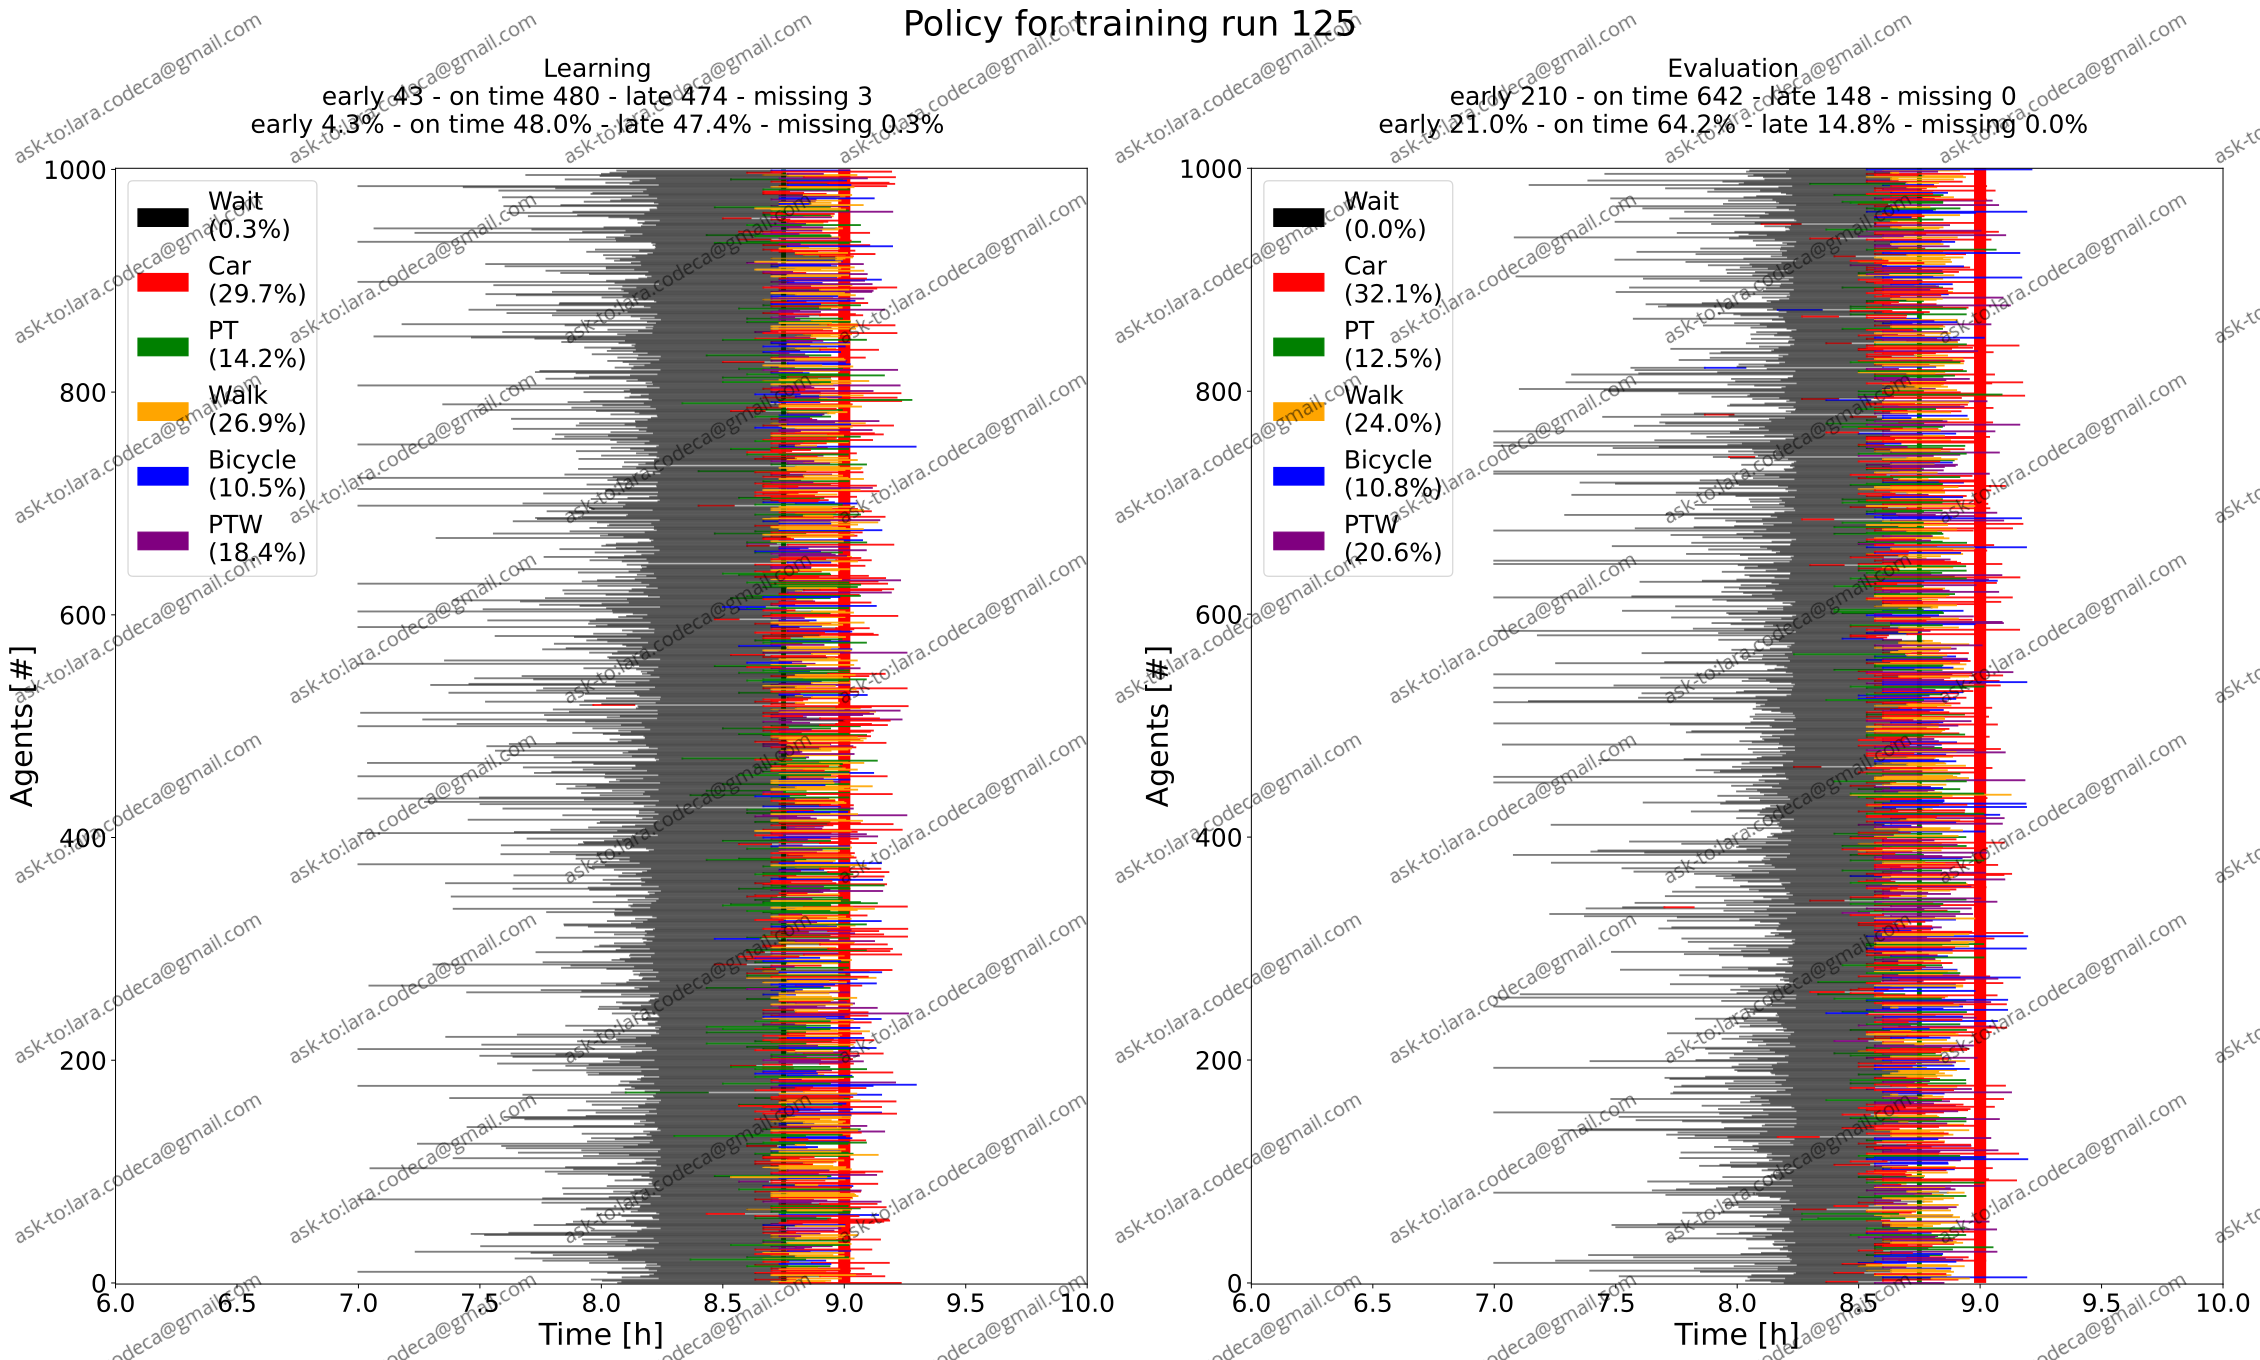 Policy for training run 125
Learning
early 43 - on time 480 - late 474 - missing 3
early 4.3% - on time 48.0% - late 47.4% - missing 0.3%
1000
800
600
400
200
0
Agents [#]
Wait
(0.3%)
Car
(29.7%)
PT
(14.2%)
Walk
(26.9%)
Bicycle
(10.5%)
PTW
(18.4%)
6.0 6.5 7.0 7.5 8.0 8.5 9.0 9.5 10.0
Time [h]
Evaluation
early 210 - on time 642 - late 148 - missing 0
early 21.0% - on time 64.2% - late 14.8% - missing 0.0%
1000
800
600
400
200
0
Agents [#]
Wait
(0.0%)
Car
(32.1%)
PT
(12.5%)
Walk
(24.0%)
Bicycle
(10.8%)
PTW
(20.6%)
6.0 6.5 7.0 7.5 8.0 8.5 9.0 9.5 10.0
Time [h]
ask-to:lara.codeca@gmail.com